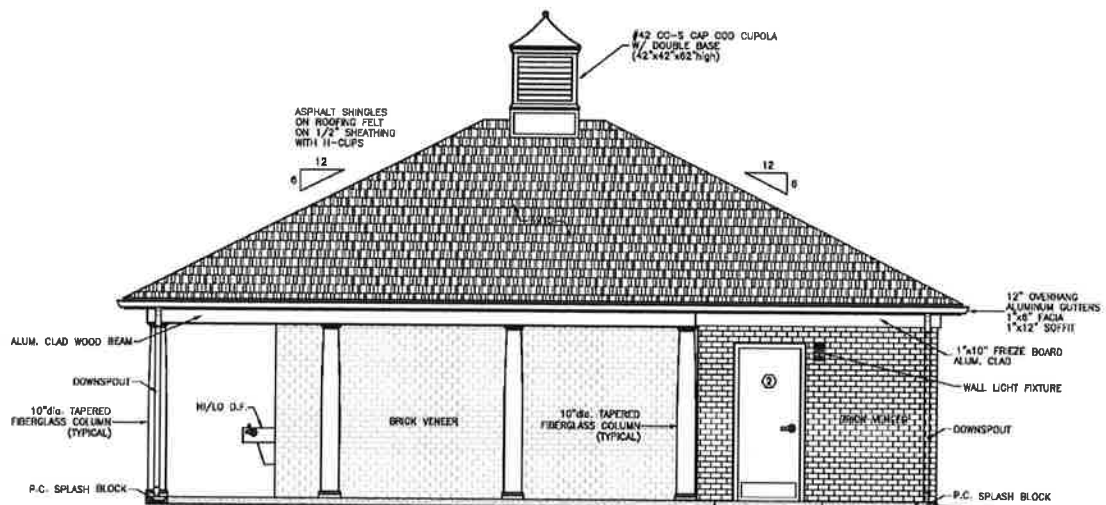 #42 CC-S CAP COD CUPOLA
W/ DOUBLE BASE
(42"x42"x62"high)
ASPHALT SHINGLES
ON ROOFING FELT
ON 1/2" SHEATHING
WITH H-CLIPS
12
6
12
6
12" OVERHANG
ALUMINUM GUTTERS
1"x6" FACIA
1"x12" SOFFIT
ALUM. CLAD WOOD BEAM
1"x10" FRIEZE BOARD
ALUM. CLAD
DOWNSPOUT
WALL LIGHT FIXTURE
2
HI/LO D.F.
10"dia. TAPERED
FIBERGLASS COLUMN
(TYPICAL)
BRICK VENEER
10"dia. TAPERED
FIBERGLASS COLUMN
(TYPICAL)
BRICK VENEER
DOWNSPOUT
P.C. SPLASH BLOCK
P.C. SPLASH BLOCK